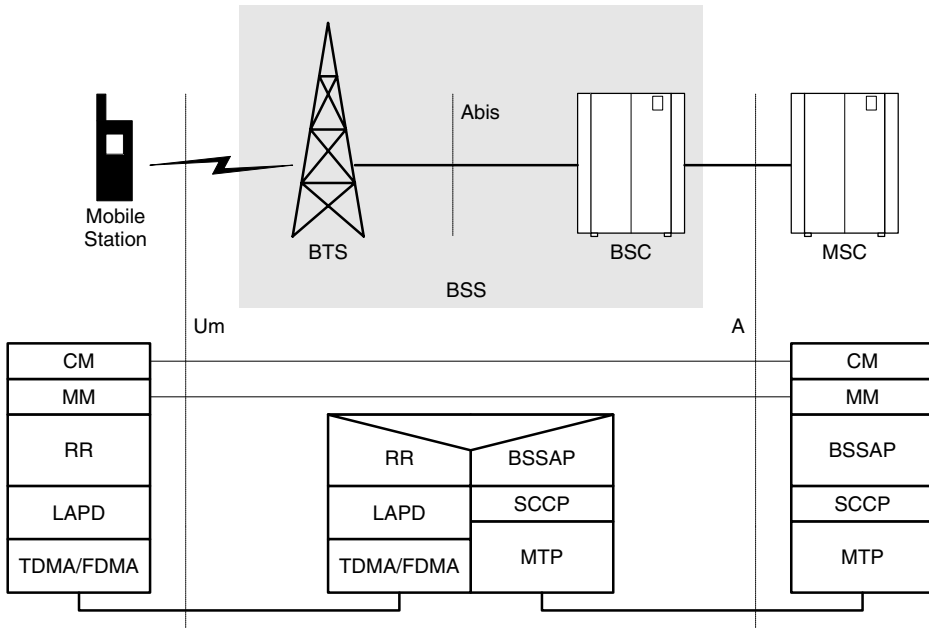 Abis
Mobile
Station
BTS
BSC
MSC
BSS
Um
A
CM
CM
MM
MM
RR
RR
BSSAP
BSSAP
LAPD
LAPD
SCCP
SCCP
TDMA/FDMA
TDMA/FDMA
MTP
MTP